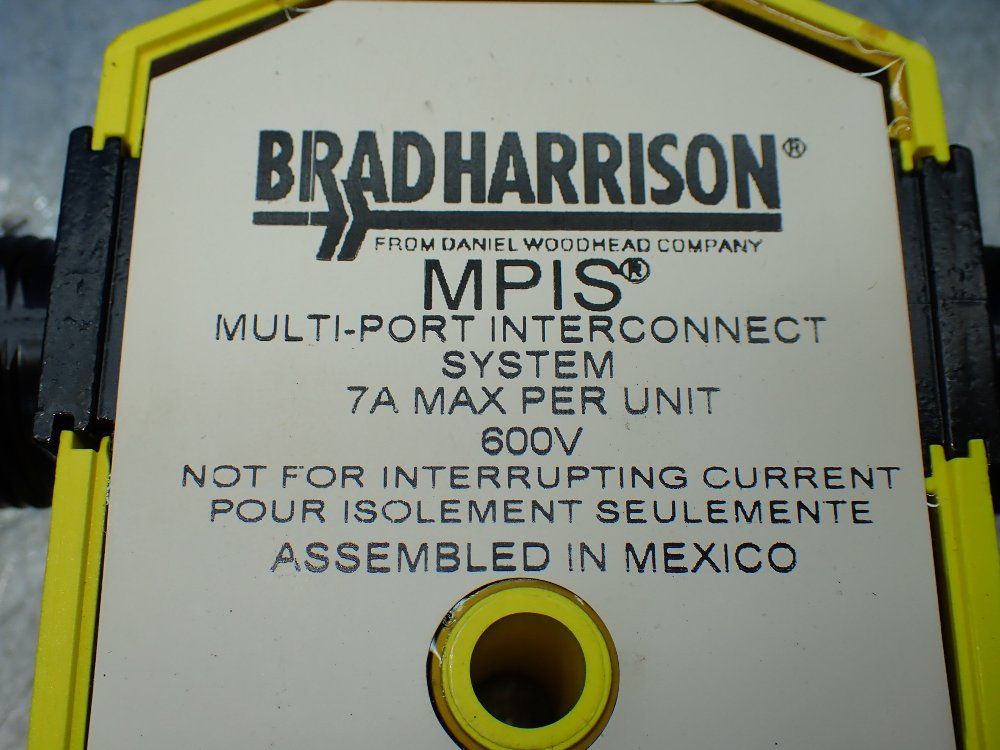 BRADHARRISON®
FROM DANIEL WOODHEAD COMPANY
MPIS®
MULTI-PORT INTERCONNECT
SYSTEM
7A MAX PER UNIT
600V
NOT FOR INTERRUPTING CURRENT
POUR ISOLEMENT SEULEMENTE
ASSEMBLED IN MEXICO